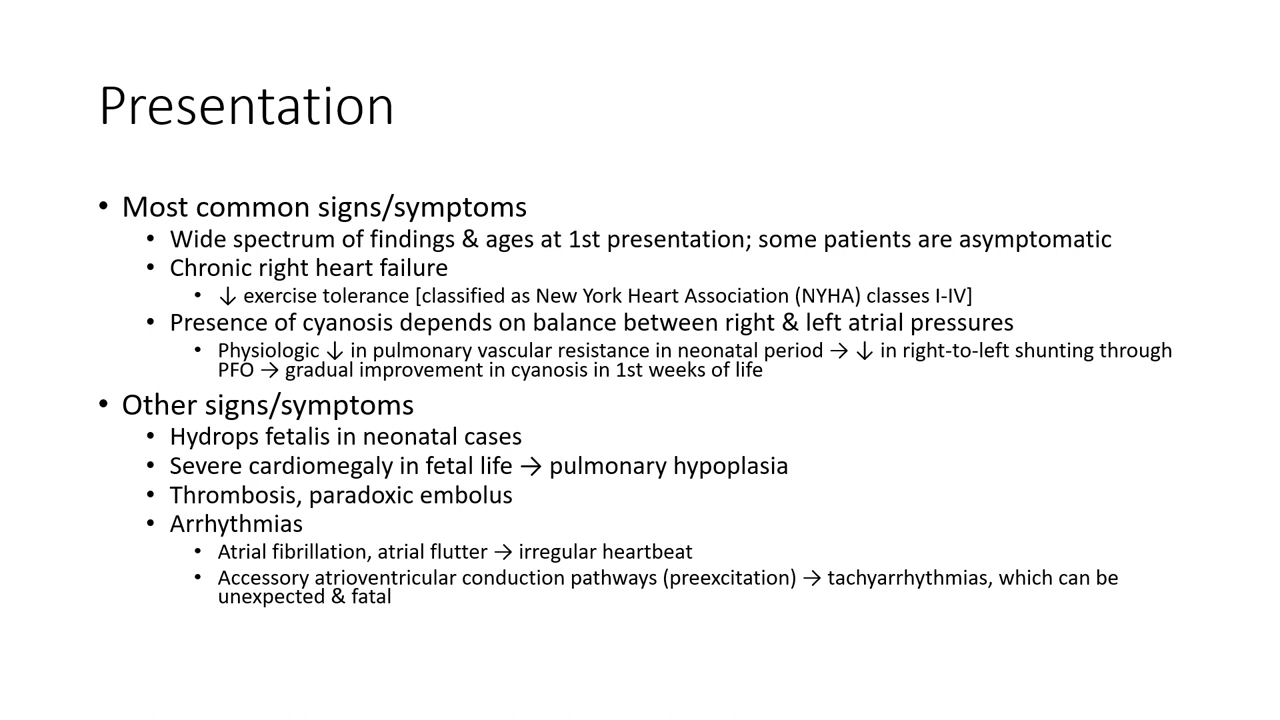 Presentation
• Most common signs/symptoms
• Wide spectrum of findings & ages at 1st presentation; some patients are asymptomatic
• Chronic right heart failure
• ↓ exercise tolerance [classified as New York Heart Association (NYHA) classes I-IV]
• Presence of cyanosis depends on balance between right & left atrial pressures
• Physiologic ↓ in pulmonary vascular resistance in neonatal period → ↓ in right-to-left shunting through
PFO → gradual improvement in cyanosis in 1st weeks of life
• Other signs/symptoms
• Hydrops fetalis in neonatal cases
• Severe cardiomegaly in fetal life → pulmonary hypoplasia
• Thrombosis, paradoxic embolus
• Arrhythmias
• Atrial fibrillation, atrial flutter → irregular heartbeat
• Accessory atrioventricular conduction pathways (preexcitation) → tachyarrhythmias, which can be
unexpected & fatal